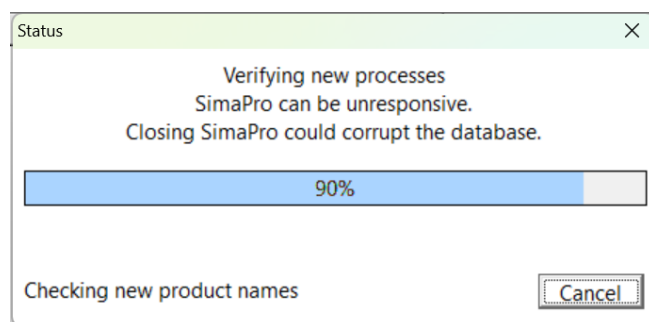 Status
Verifying new processes
SimaPro can be unresponsive.
Closing SimaPro could corrupt the database.
90%
Checking new product names
Cancel